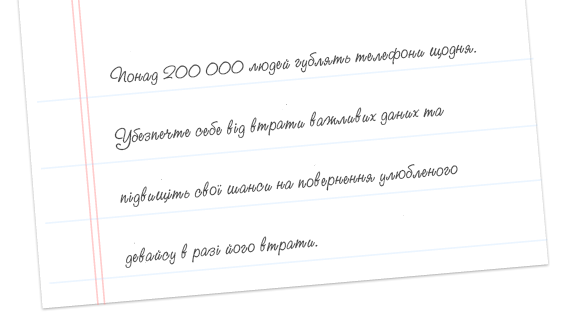 Понад 200 000 людей гублять телефони щодня.
Убезпечте себе від втрати важливих даних та
підвищіть свої шанси на повернення улюбленого
девайсу в разі його втрати.